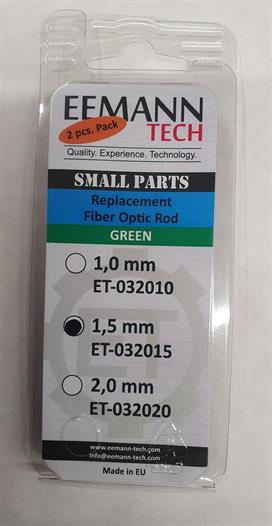 EEMANN
2 pcs. Pack
TECH
Quality. Experience. Technology.
SMALL PARTS
Replacement
Fiber Optic Rod
GREEN
1,0 mm
ET-032010
1,5 mm
ET-032015
2,0 mm
ET-032020
www.eemann-tech.com
Info@eemann-tech.com
Made in EU